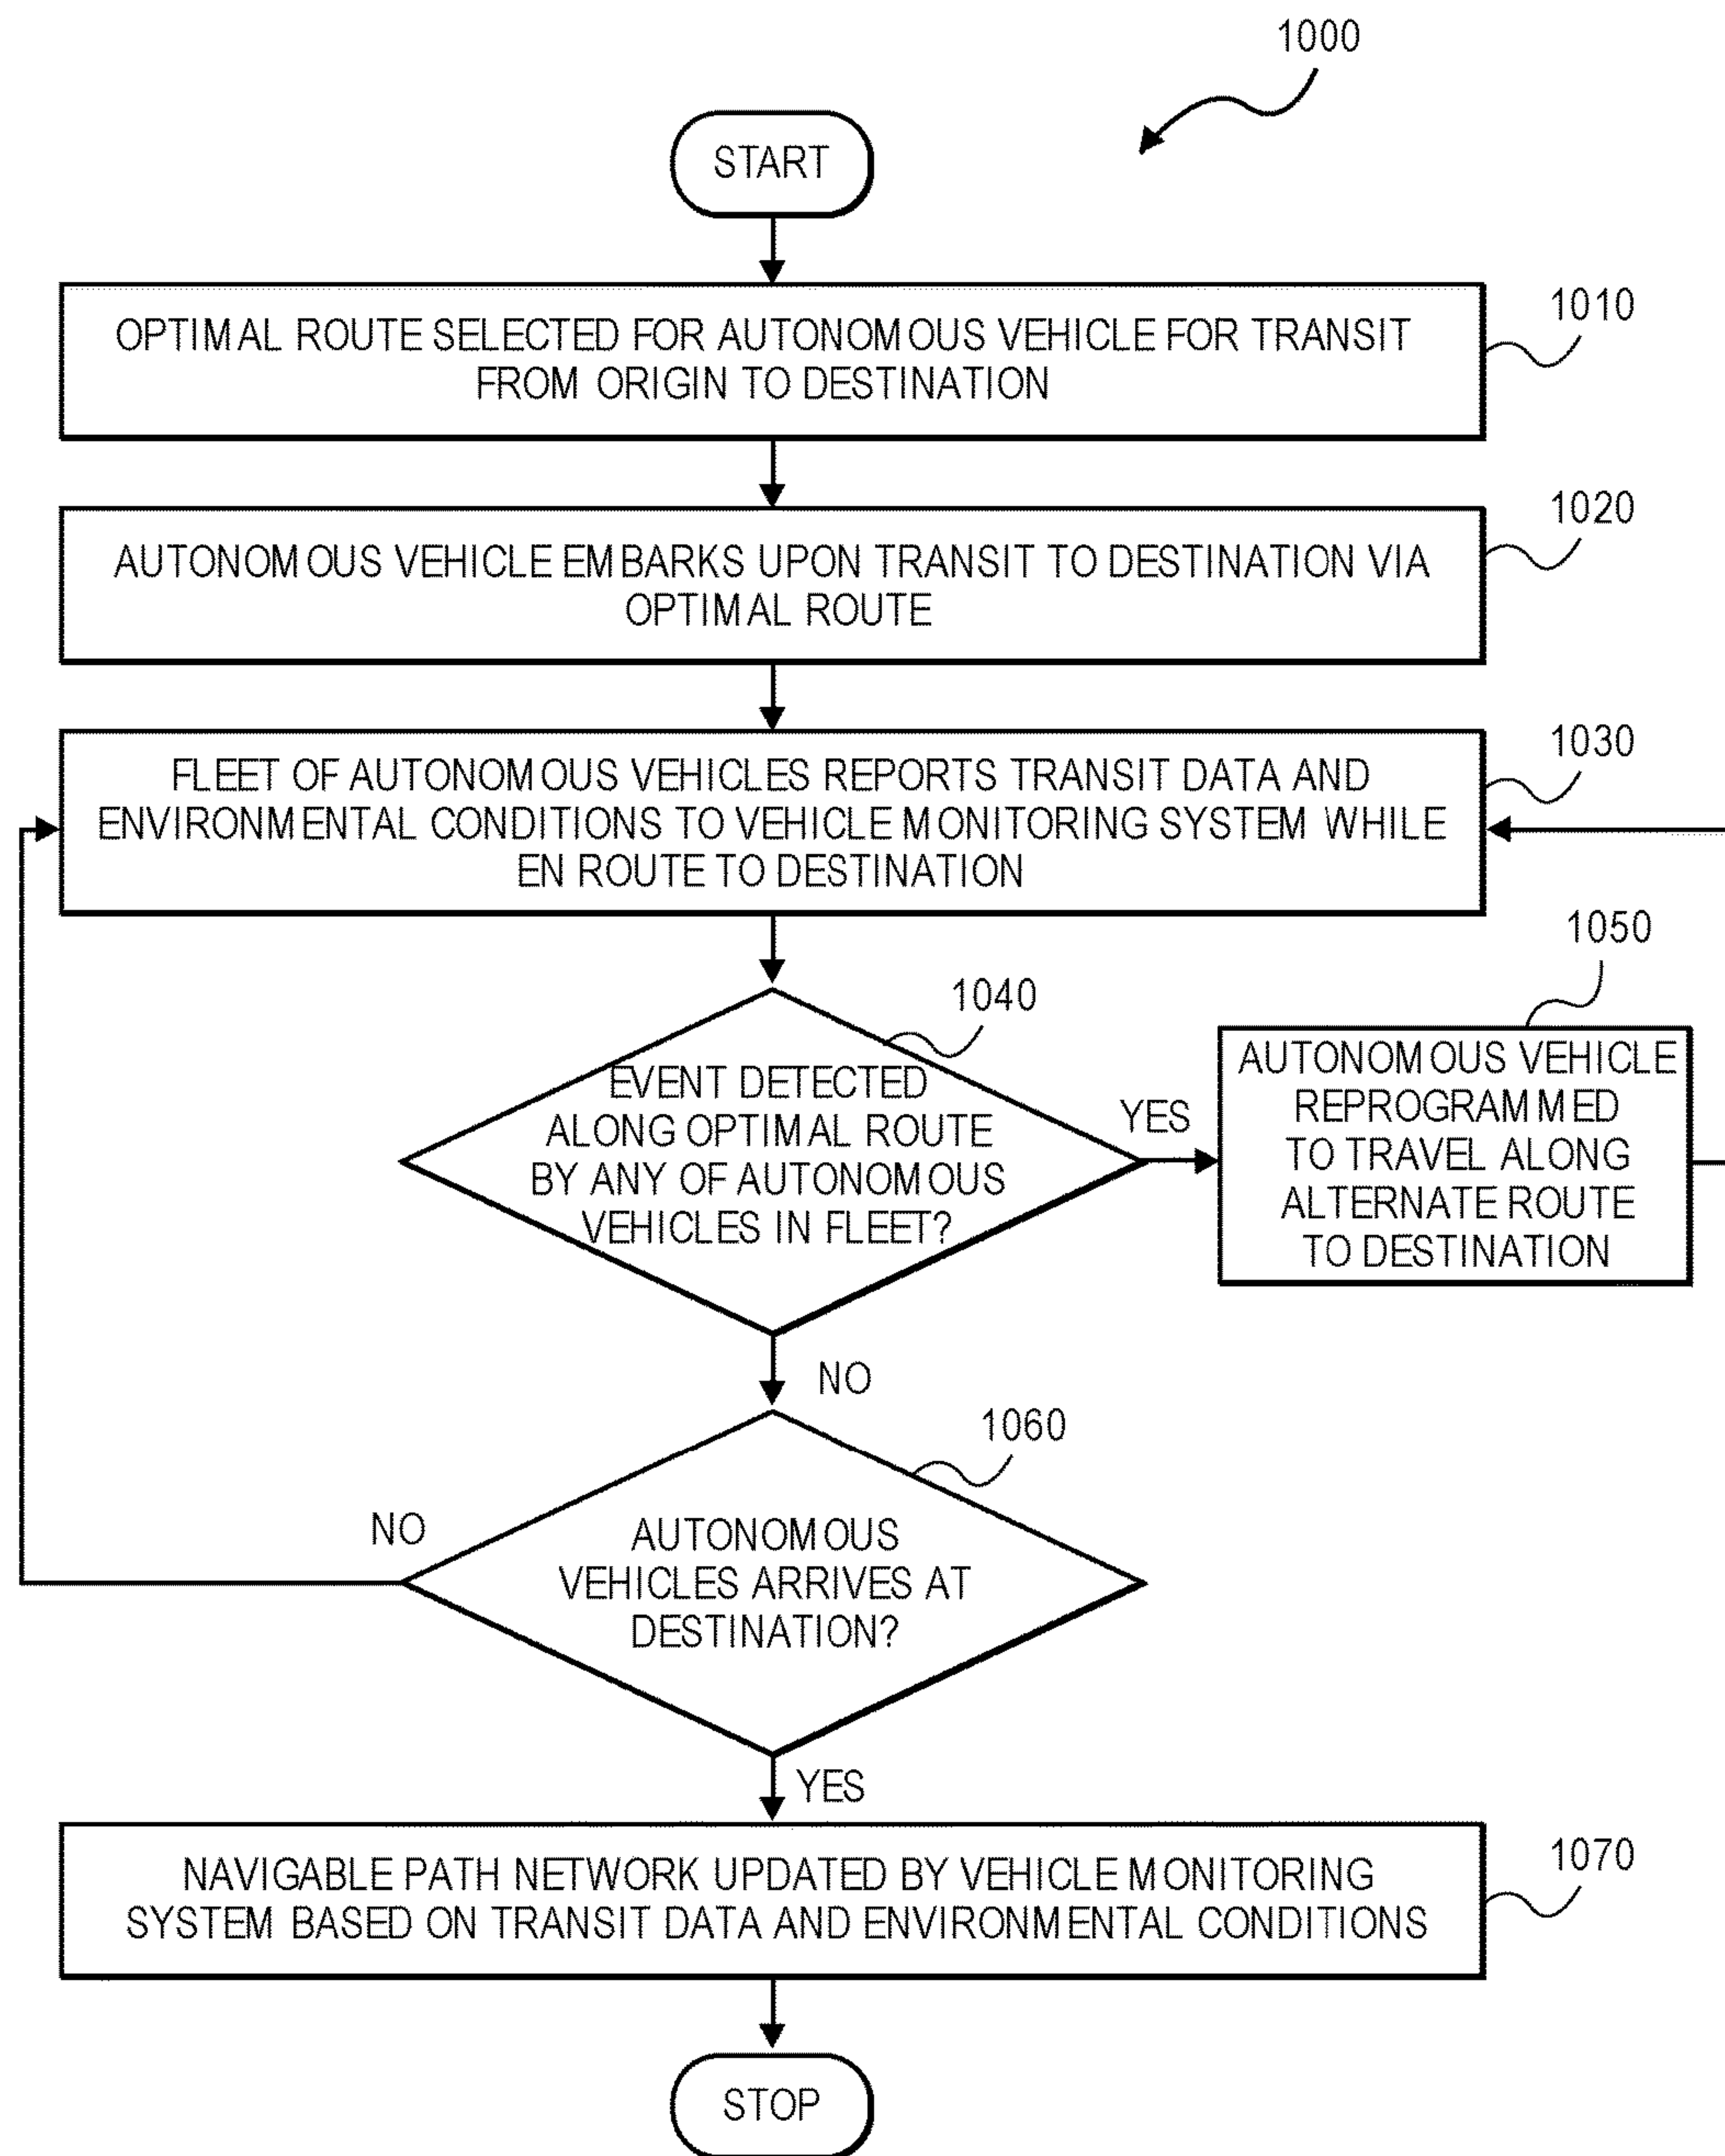 1000
START
OPTIMAL ROUTE SELECTED FOR AUTONOMOUS VEHICLE FOR TRANSIT
FROM ORIGIN TO DESTINATION
1010
AUTONOMOUS VEHICLE EMBARKS UPON TRANSIT TO DESTINATION VIA
OPTIMAL ROUTE
1020
FLEET OF AUTONOMOUS VEHICLES REPORTS TRANSIT DATA AND
ENVIRONMENTAL CONDITIONS TO VEHICLE MONITORING SYSTEM WHILE
EN ROUTE TO DESTINATION
1030
1040
EVENT DETECTED
ALONG OPTIMAL ROUTE
BY ANY OF AUTONOMOUS
VEHICLES IN FLEET?
YES
1050
AUTONOMOUS VEHICLE
REPROGRAMMED
TO TRAVEL ALONG
ALTERNATE ROUTE
TO DESTINATION
NO
1060
AUTONOMOUS
VEHICLES ARRIVES AT
DESTINATION?
NO
YES
NAVIGABLE PATH NETWORK UPDATED BY VEHICLE MONITORING
SYSTEM BASED ON TRANSIT DATA AND ENVIRONMENTAL CONDITIONS
1070
STOP